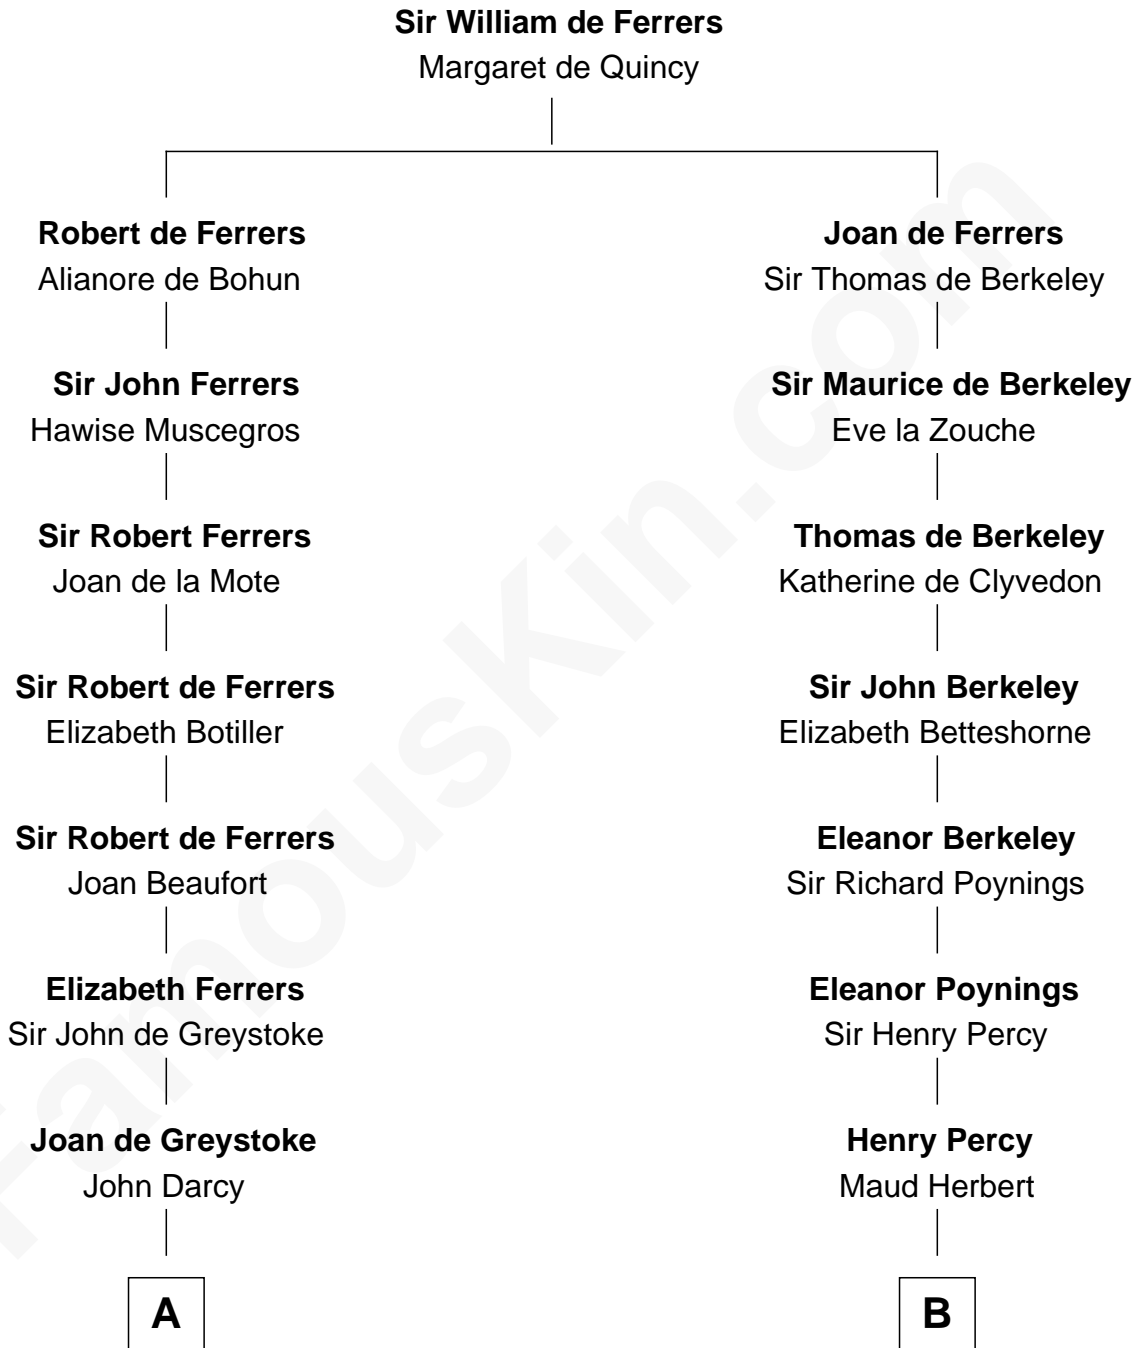 Sir William de Ferrers
Margaret de Quincy
Robert de Ferrers
Alianore de Bohun
Joan de Ferrers
Sir Thomas de Berkeley
Sir John Ferrers
Hawise Muscegros
Sir Maurice de Berkeley
Eve la Zouche
Sir Robert Ferrers
Joan de la Mote
Thomas de Berkeley
Katherine de Clyvedon
Sir Robert de Ferrers
Elizabeth Botiller
Sir John Berkeley
Elizabeth Betteshorne
Sir Robert de Ferrers
Joan Beaufort
Eleanor Berkeley
Sir Richard Poynings
Elizabeth Ferrers
Sir John de Greystoke
Eleanor Poynings
Sir Henry Percy
Joan de Greystoke
John Darcy
Henry Percy
Maud Herbert
A
B
FamousKin.com